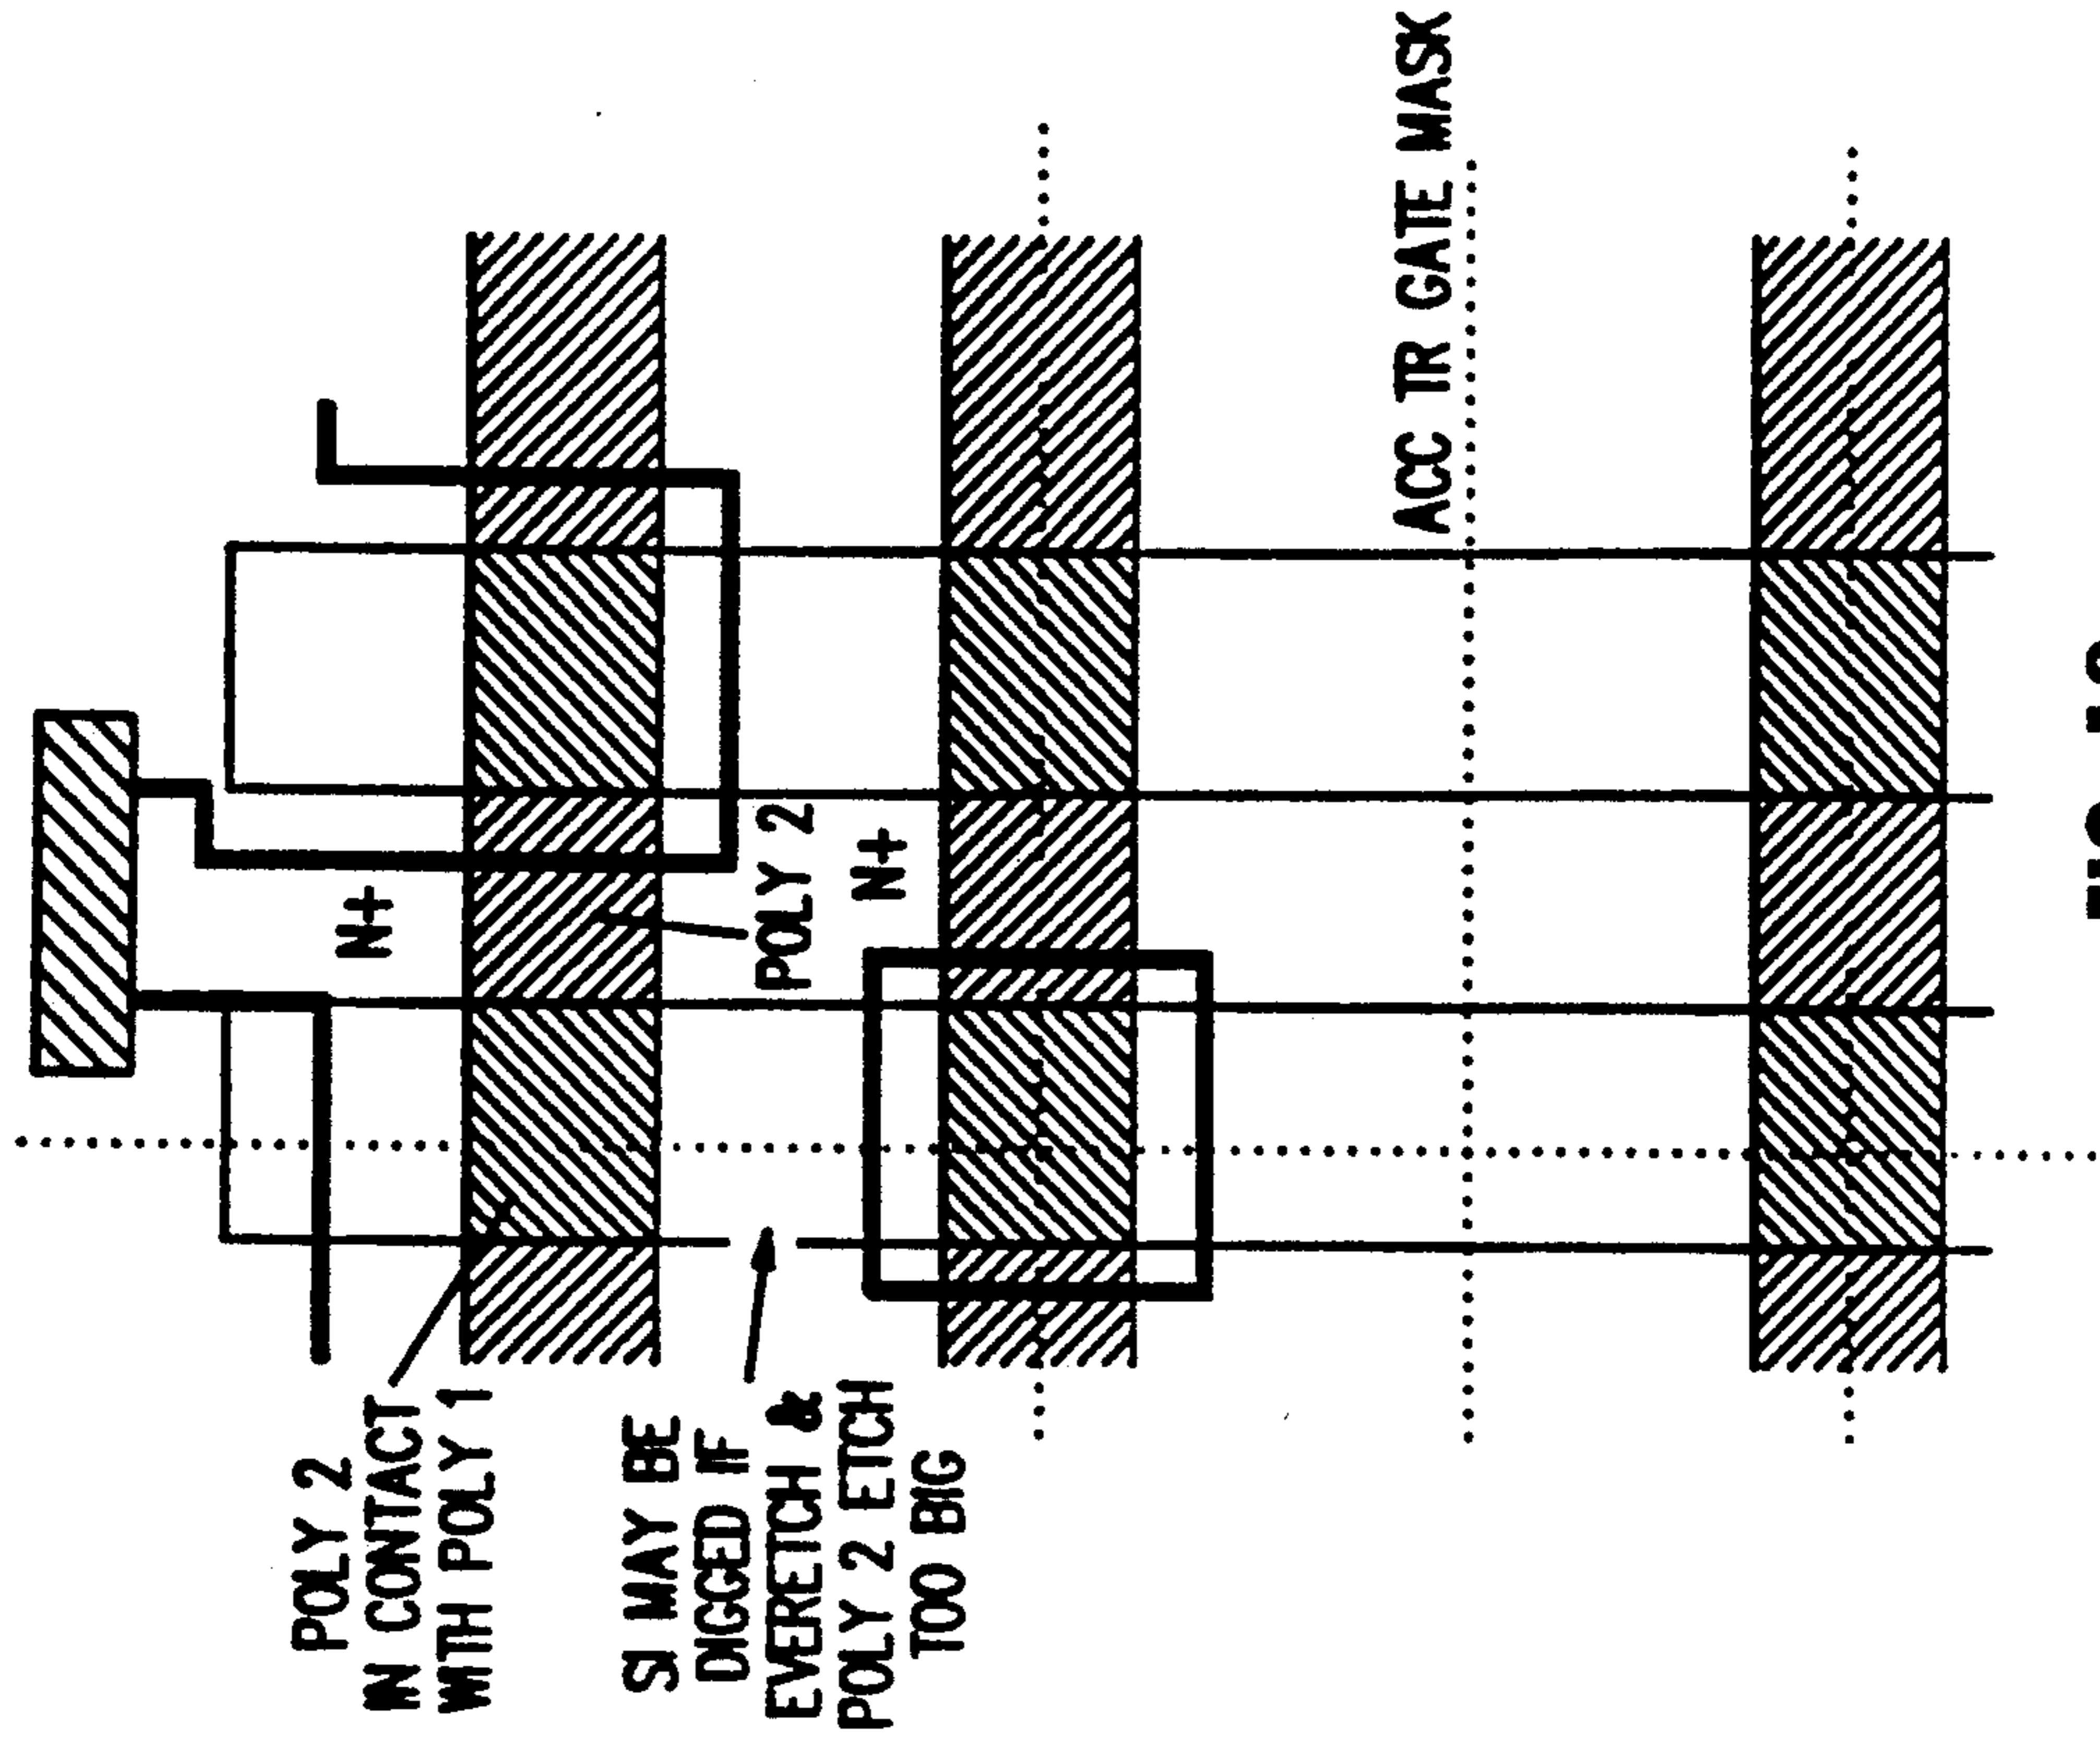 POLY 2
IN CONTACT
WITH POLY 1
SI MAY BE
DIGGED IF
EVERETCH &
POLY 2 ETCH
TOO BIG
N+
POLY 2
N+
ACC TR GATE MASK